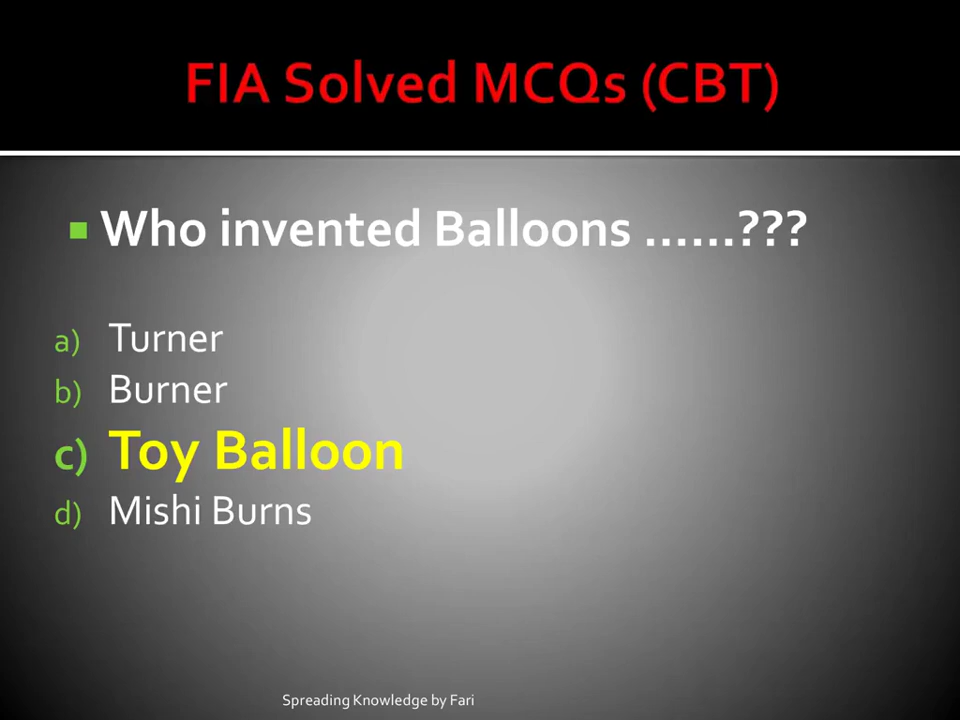 FIA Solved MCQs (CBT)
Who invented Balloons ......???
a) Turner
b) Burner
c) Toy Balloon
d) Mishi Burns
Spreading Knowledge by Fari